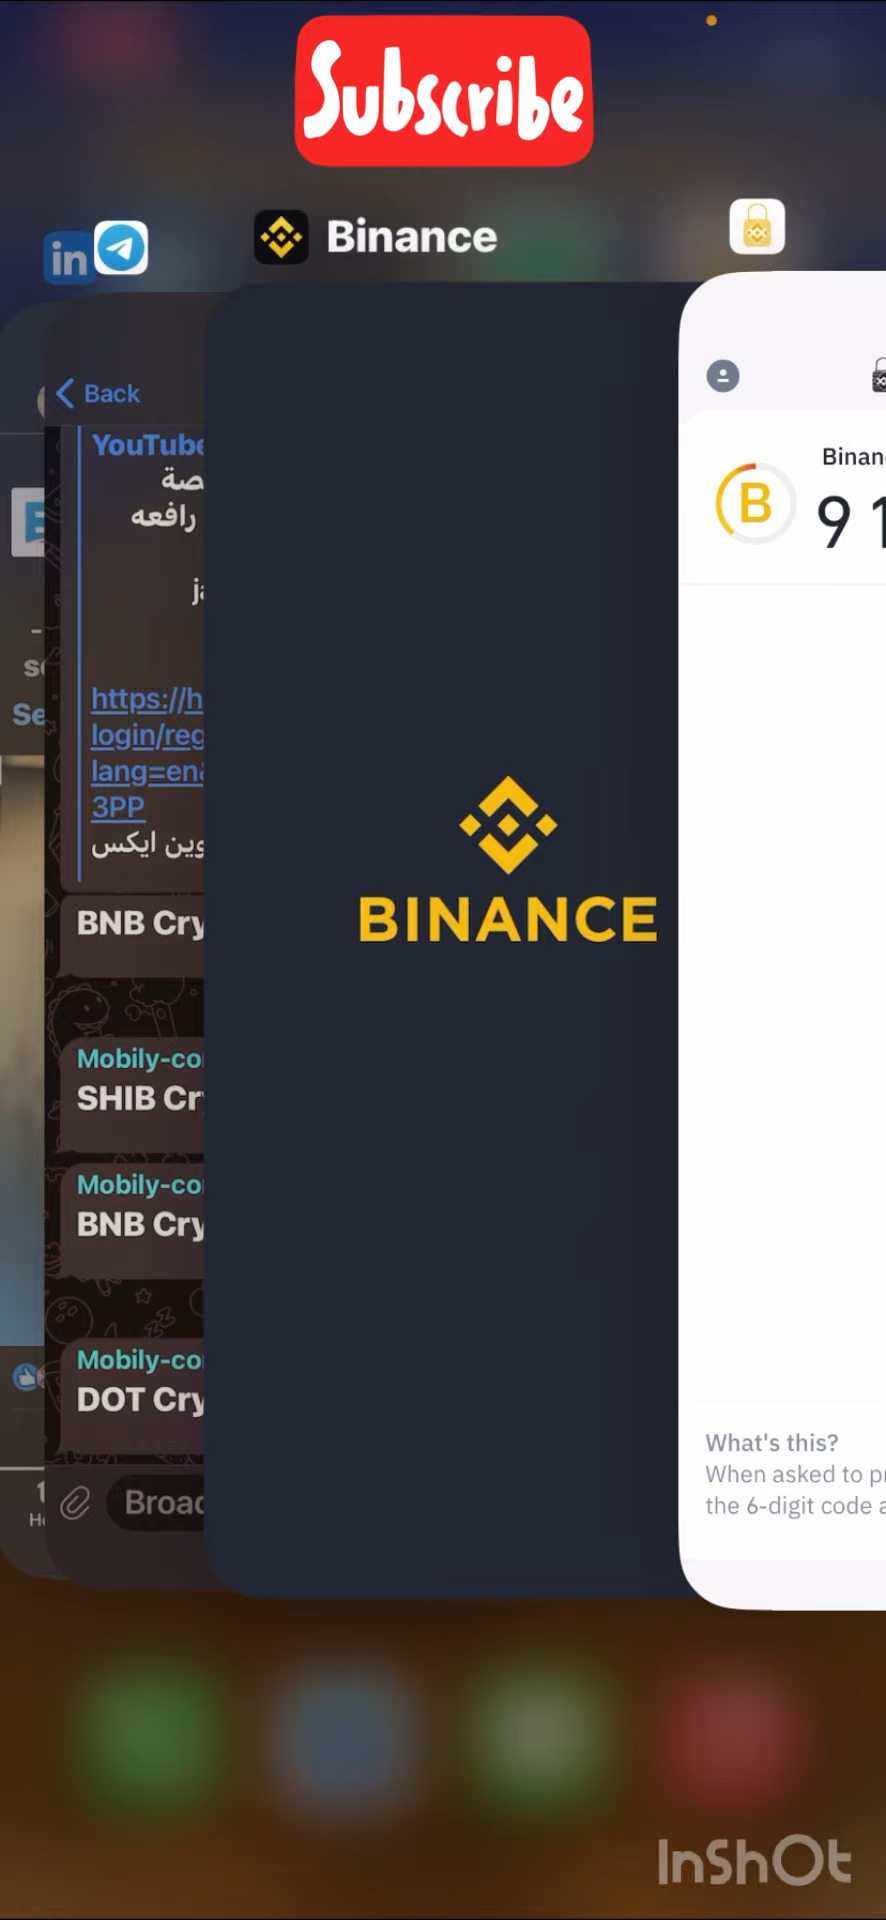 Subscribe
in
Binance
Back
YouTube
رافعه
https://h
login/reg
lang=en&
3PP
وين ايكس
BNB Cry
Mobily-co
SHIB Cr
Mobily-co
BNB Cry
Mobily-co
DOT Cry
Broad
BINANCE
Binan
B
9 1
What's this?
When asked to pr
the 6-digit code a
InShOt